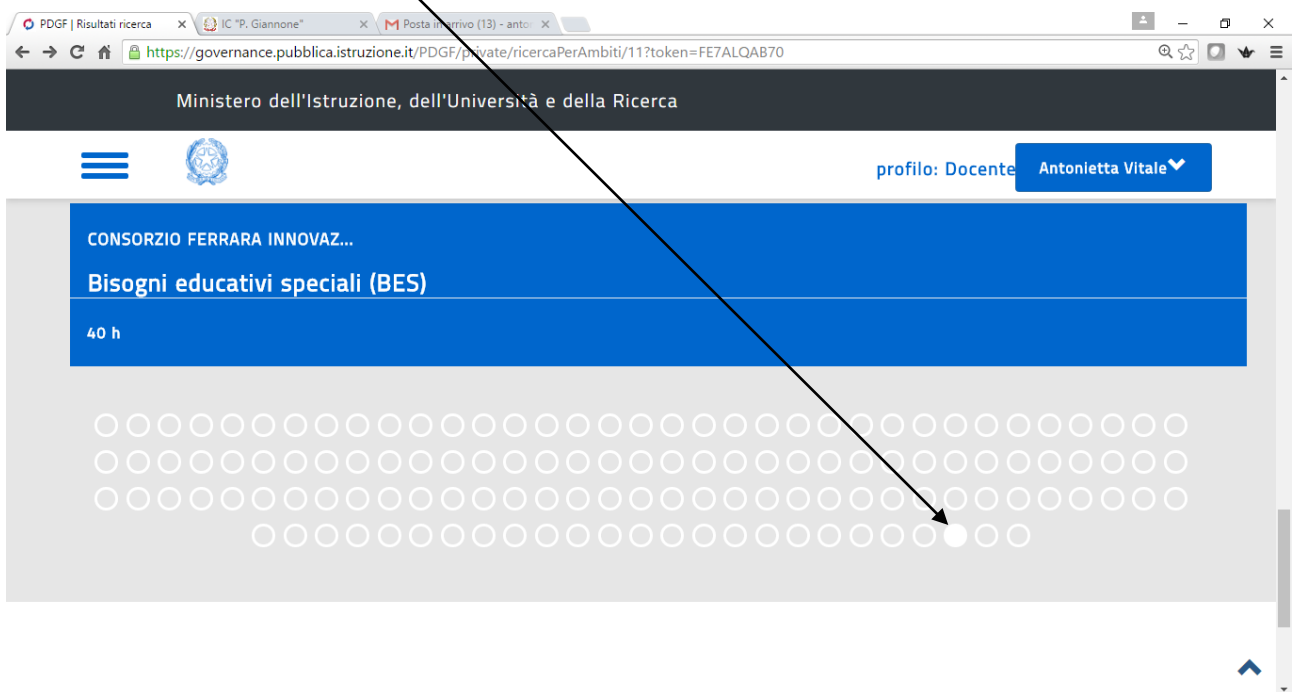 PDGF | Risultati ricerca
IC "P. Giannone"
Posta in arrivo (13) - anto
https://governance.pubblica.istruzione.it/PDGF/private/ricercaPerAmbiti/11?token=FE7ALQAB70
Ministero dell'Istruzione, dell'Università e della Ricerca
profilo: Docente
Antonietta Vitale
CONSORZIO FERRARA INNOVAZ...
Bisogni educativi speciali (BES)
40 h